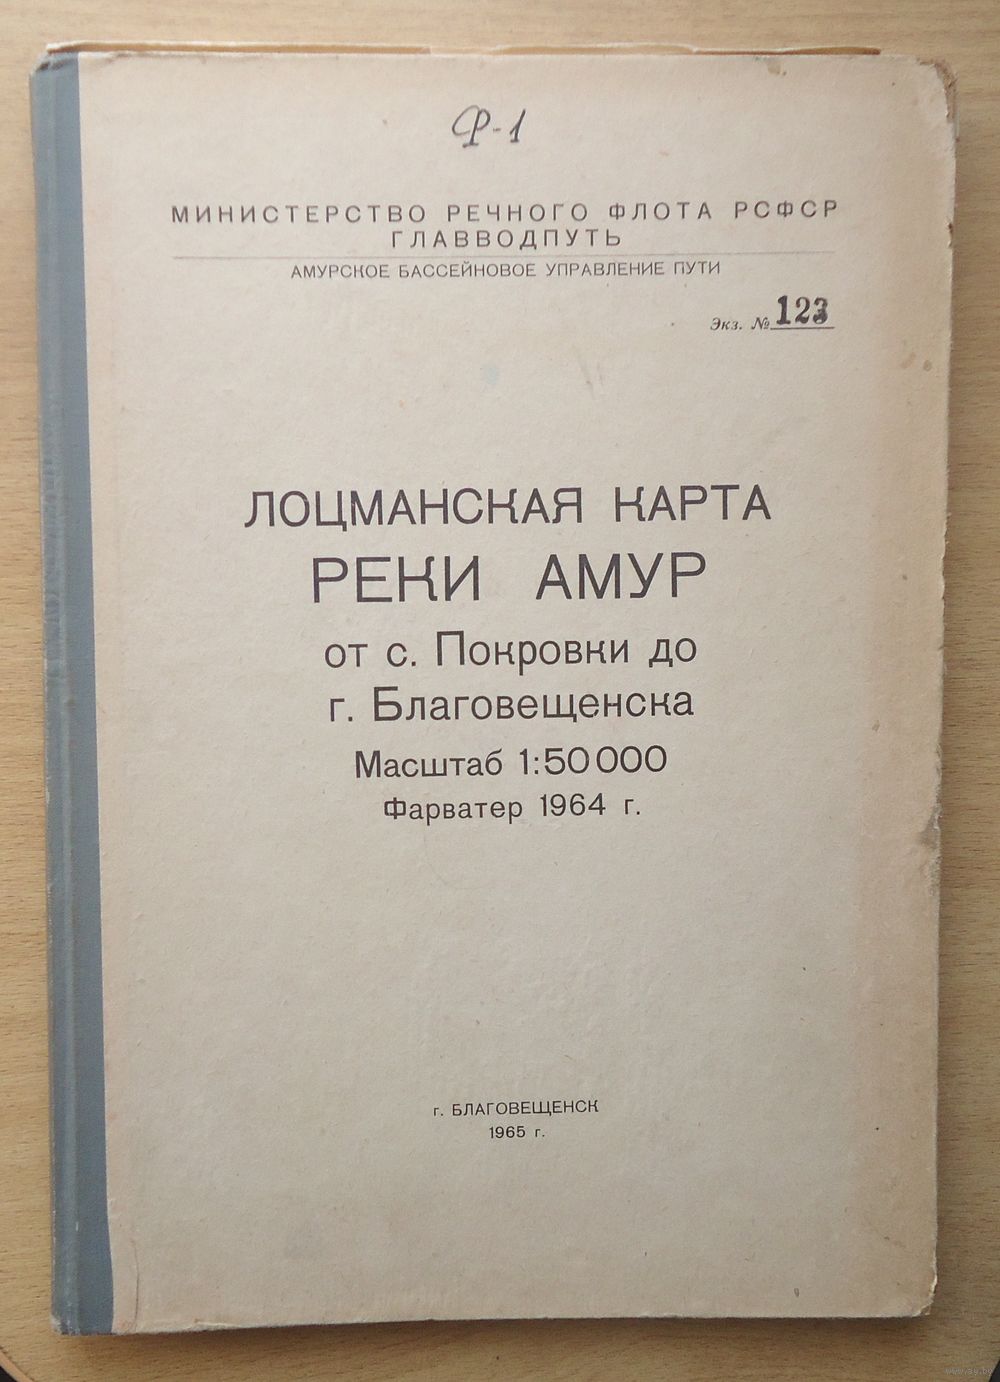 Ф-1
МИНИСТЕРСТВО РЕЧНОГО ФЛОТА РСФСР
ГЛАВВОДПУТЬ
АМУРСКОЕ БАССЕЙНОВОЕ УПРАВЛЕНИЕ ПУТИ
Экз. № 123
ЛОЦМАНСКАЯ КАРТА
РЕКИ АМУР
от с. Покровки до
г. Благовещенска
Масштаб 1:50 000
Фарватер 1964 г.
г. БЛАГОВЕЩЕНСК
1965 г.